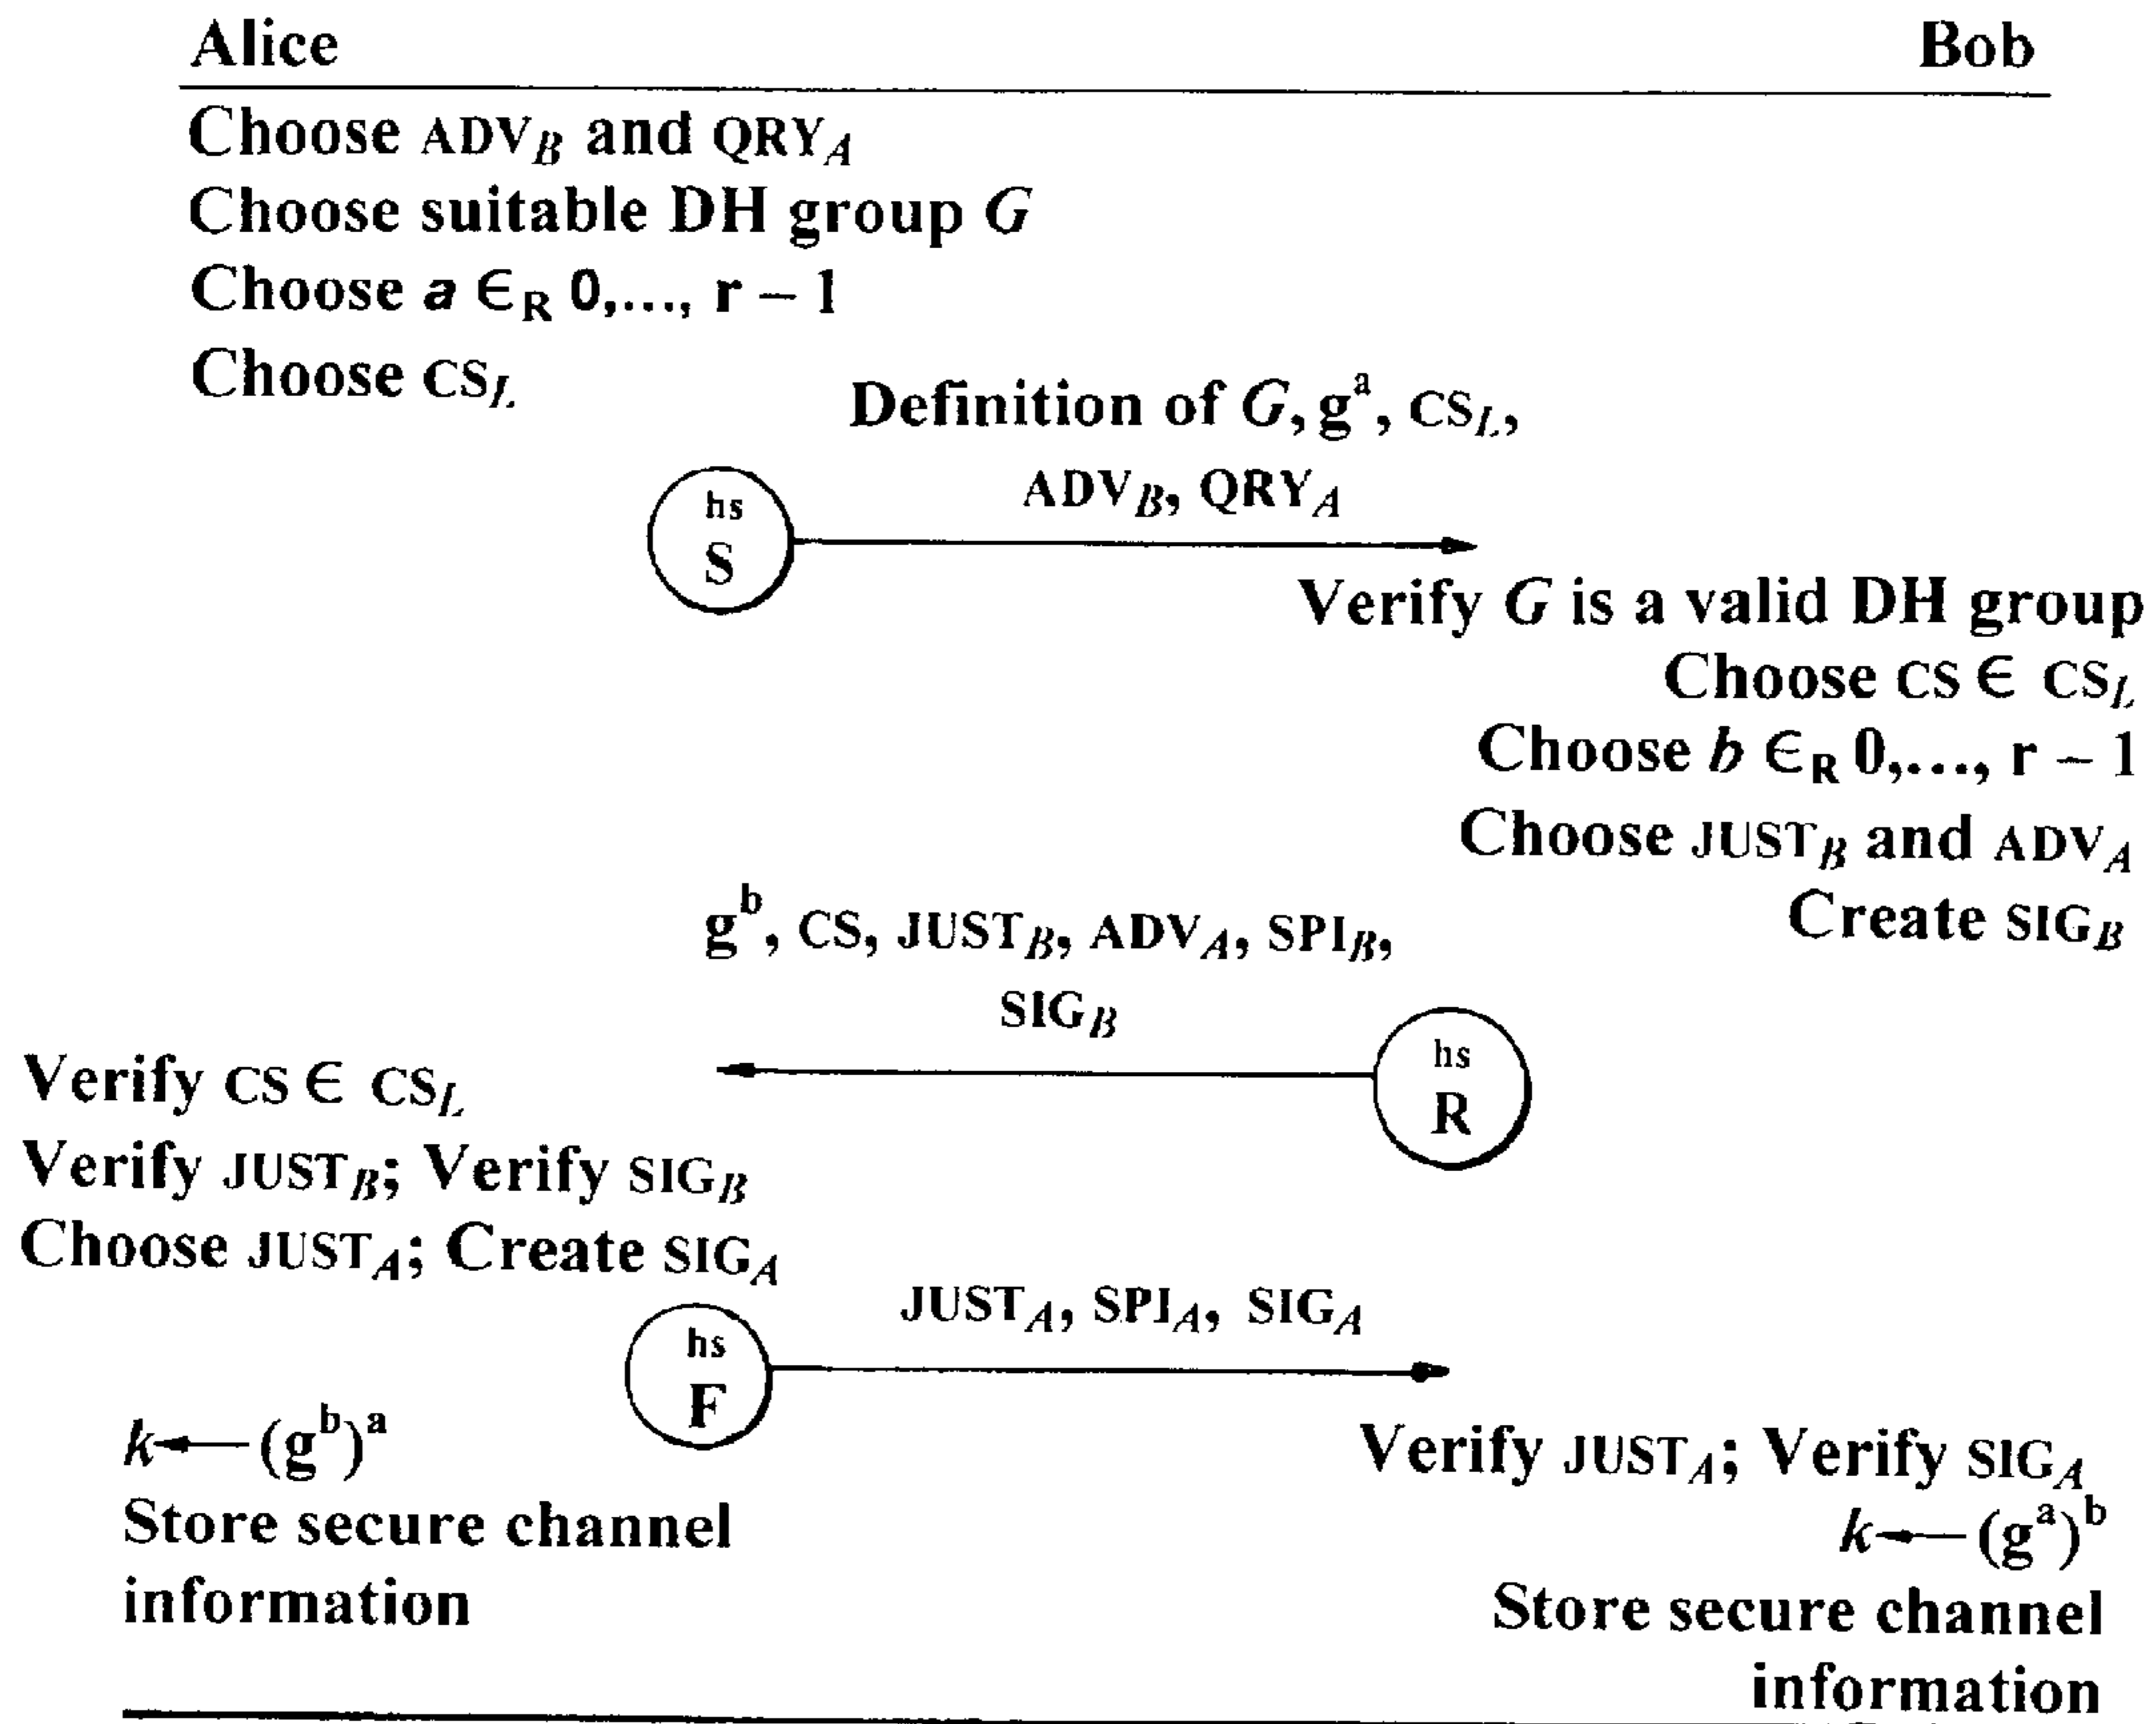 Alice Bob
Choose ADV_B and QRY_A
Choose suitable DH group G
Choose a ∈_R 0,..., r – 1
Choose CS_L
Definition of G, g^a, CS_L,
ADV_B, QRY_A
hs
S
Verify G is a valid DH group
Choose CS ∈ CS_L
Choose b ∈_R 0,..., r – 1
Choose JUST_B and ADV_A
Create SIG_B
g^b, CS, JUST_B, ADV_A, SPI_B,
SIG_B
hs
R
Verify CS ∈ CS_L
Verify JUST_B; Verify SIG_B
Choose JUST_A; Create SIG_A
JUST_A, SPI_A, SIG_A
hs
F
k ← (g^b)^a
Store secure channel
information
Verify JUST_A; Verify SIG_A
k ← (g^a)^b
Store secure channel
information